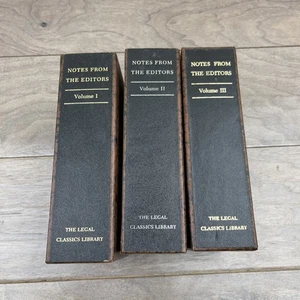 NOTES FROM
THE EDITORS
Volume I
THE LEGAL
CLASSICS LIBRARY
NOTES FROM
THE EDITORS
Volume II
THE LEGAL
CLASSICS LIBRARY
NOTES FROM
THE EDITORS
Volume III
THE LEGAL
CLASSICS LIBRARY